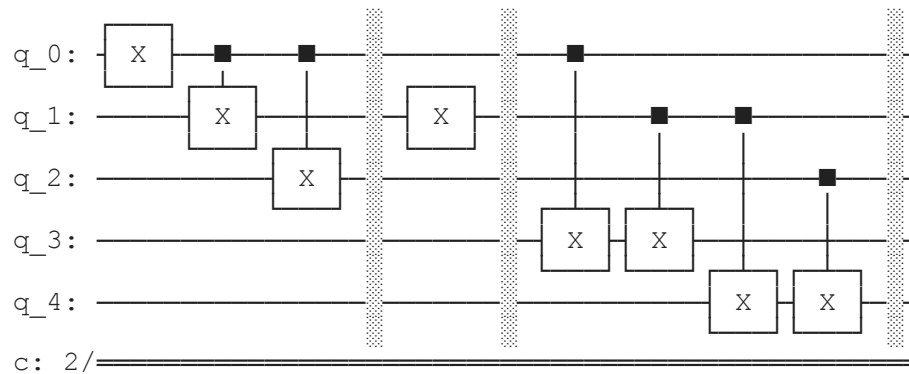 q_0: X
q_1: X X
q_2: X
q_3: X X
q_4: X X
c: 2/